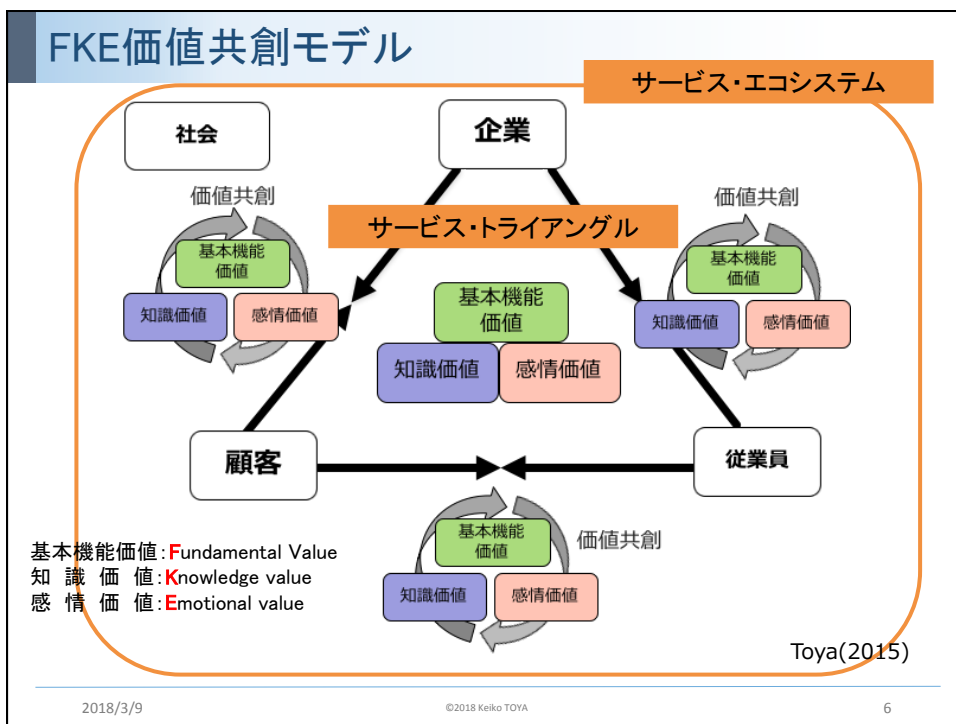 FKE価値共創モデル
サービス・エコシステム
社会
企業
価値共創
価値共創
サービス・トライアングル
基本機能
価値
知識価値
感情価値
基本機能
価値
知識価値
感情価値
基本機能
価値
知識価値
感情価値
顧客
従業員
基本機能
価値
価値共創
知識価値
感情価値
基本機能価値:Fundamental Value
知 識 価 値:Knowledge value
感 情 価 値:Emotional value
Toya(2015)
2018/3/9
©2018 Keiko TOYA
6